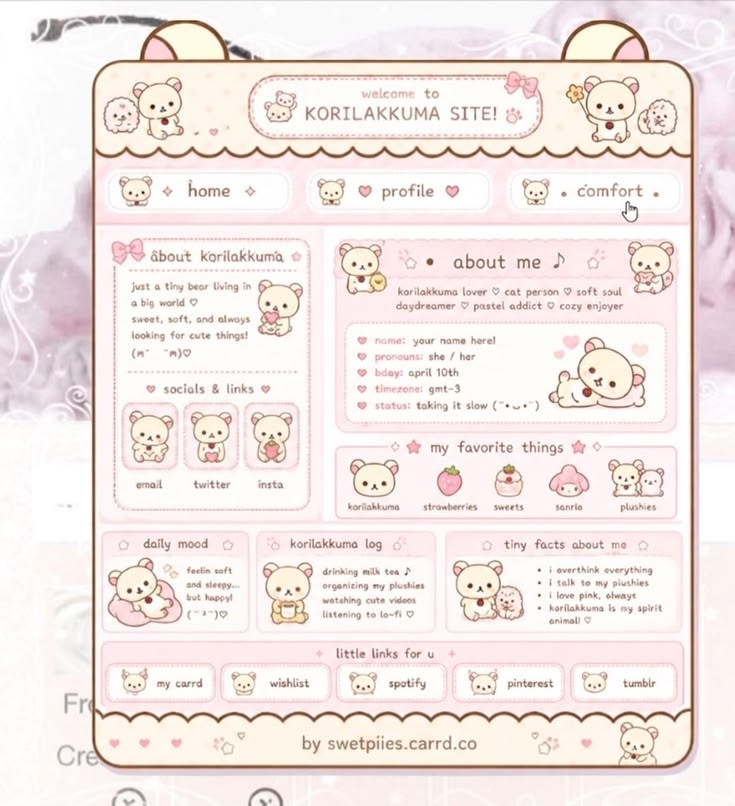 welcome to
KORILAKKUMA SITE!
home
profile
comfort
about korilakkuma
just a tiny bear living in
a big world ♡
sweet, soft, and always
looking for cute things!
socials & links
email
twitter
insta
about me ♪
korilakkuma lover ♡ cat person ♡ soft soul
daydreamer ♡ pastel addict ♡ cozy enjoyer
name: your name here!
pronouns: she / her
bday: april 10th
timezone: gmt-3
status: taking it slow (˘•ᴗ•˘)
my favorite things
korilakkuma
strawberries
sweets
sanrio
plushies
daily mood
feelin soft
and sleepy...
but happy!
korilakkuma log
drinking milk tea ♪
organizing my plushies
watching cute videos
listening to lo-fi ♡
tiny facts about me
• i overthink everything
• i talk to my plushies
• i love pink, always
• korilakkuma is my spirit
animal! ♡
little links for u
my carrd
wishlist
spotify
pinterest
tumblr
by swetpiies.carrd.co
Fr
Cre